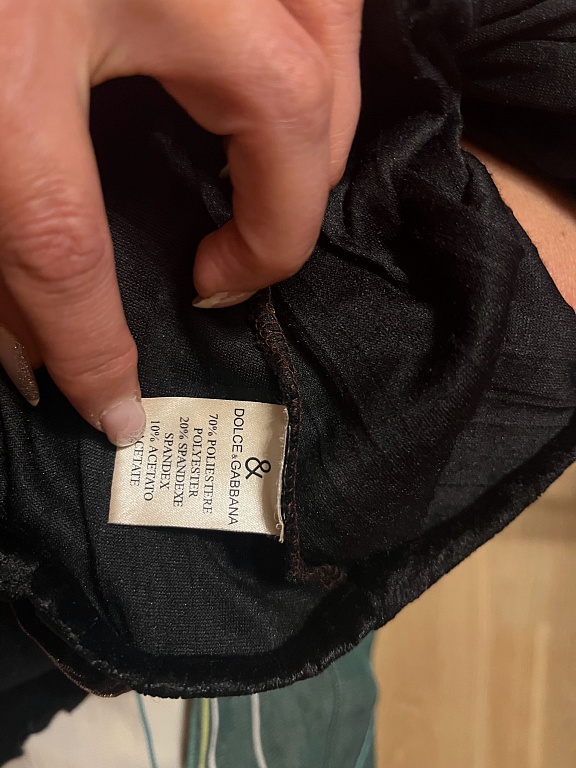 &
DOLCE & GABBANA
70% POLIESTERE
POLYESTER
20% SPANDEXE
SPANDEX
10% ACETATO
ACETATE